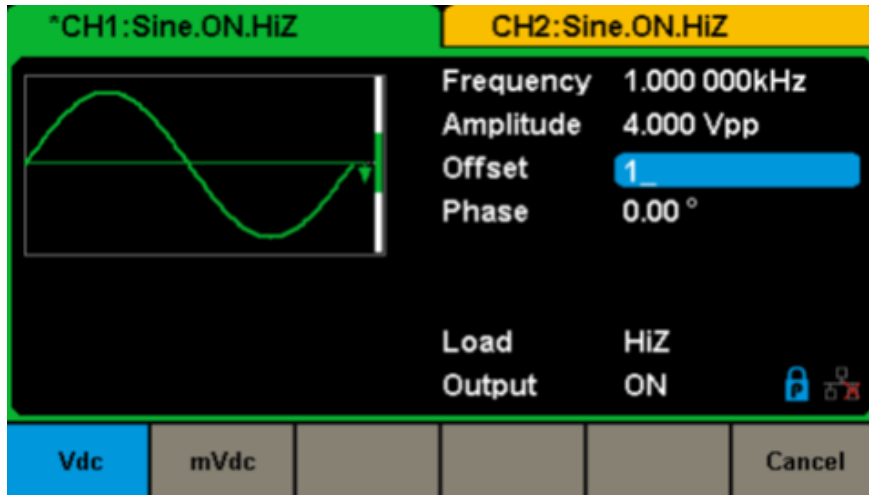 *CH1:Sine.ON.HiZ
CH2:Sine.ON.HiZ
Frequency 1.000 000kHz
Amplitude 4.000 Vpp
Offset 1_
Phase 0.00 °
Load HiZ
Output ON
P
Vdc mVdc Cancel